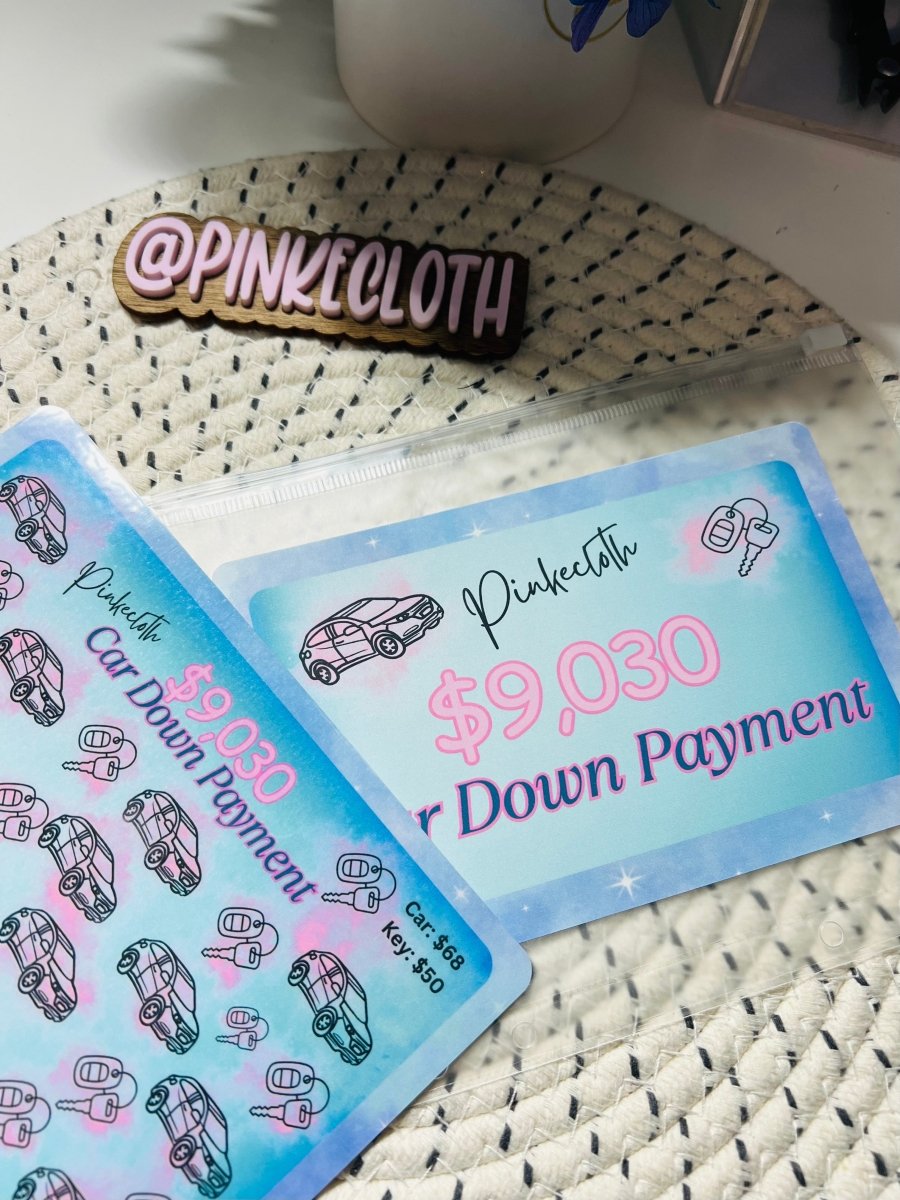 @PINKECLOTH
Pinkecloth
$9,030
Car Down Payment
Car: $68
Key: $50
Pinkecloth
$9,030
r Down Payment